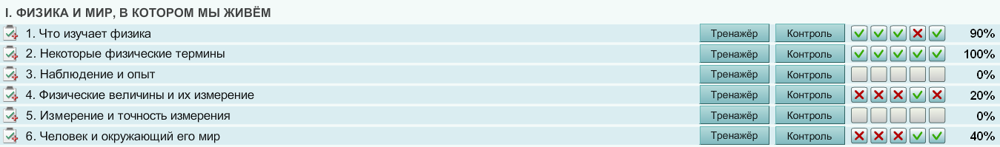 I. ФИЗИКА И МИР, В КОТОРОМ МЫ ЖИВЁМ
1. Что изучает физика Тренажёр Контроль 90%
2. Некоторые физические термины Тренажёр Контроль 100%
3. Наблюдение и опыт Тренажёр Контроль 0%
4. Физические величины и их измерение Тренажёр Контроль 20%
5. Измерение и точность измерения Тренажёр Контроль 0%
6. Человек и окружающий его мир Тренажёр Контроль 40%